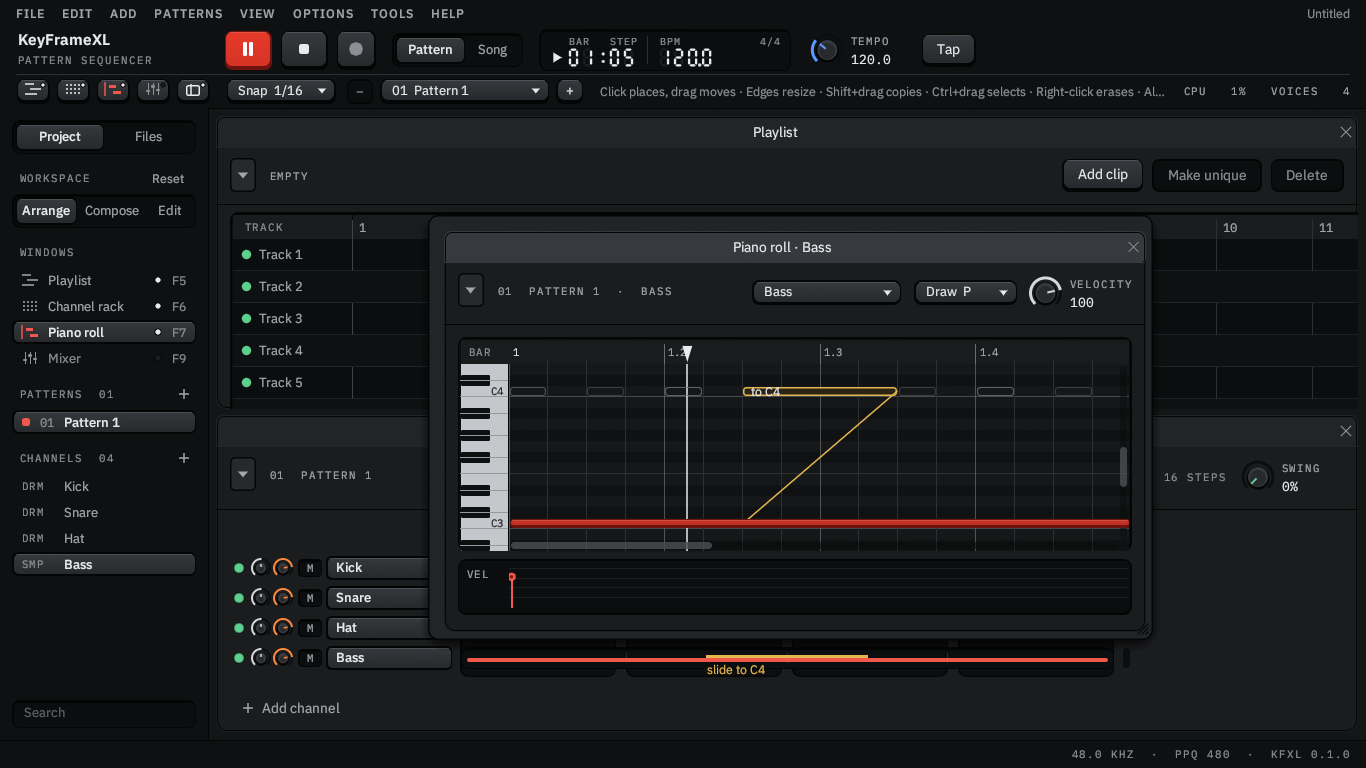 FILE EDIT ADD PATTERNS VIEW OPTIONS TOOLS HELP
Untitled
KeyFrameXL
PATTERN SEQUENCER
Pattern Song
BAR STEP BPM 4/4
01:05 120.0
TEMPO
120.0
Tap
Snap 1/16
−
01 Pattern 1
+
Click places, drag moves · Edges resize · Shift+drag copies · Ctrl+drag selects · Right-click erases · Al…
CPU 1% VOICES 4
Project Files
WORKSPACE Reset
Arrange Compose Edit
WINDOWS
Playlist F5
Channel rack F6
Piano roll F7
Mixer F9
PATTERNS 01 +
01 Pattern 1
CHANNELS 04 +
DRM Kick
DRM Snare
DRM Hat
SMP Bass
Search
Playlist
EMPTY
Add clip Make unique Delete
TRACK 1 10 11
Track 1
Track 2
Track 3
Track 4
Track 5
Piano roll · Bass
01 PATTERN 1 · BASS
Bass
Draw P
VELOCITY
100
BAR 1 1.2 1.3 1.4
C4
to C4
C3
VEL
01 PATTERN 1
16 STEPS
SWING
0%
M Kick
M Snare
M Hat
M Bass
slide to C4
+ Add channel
48.0 KHZ · PPQ 480 · KFXL 0.1.0